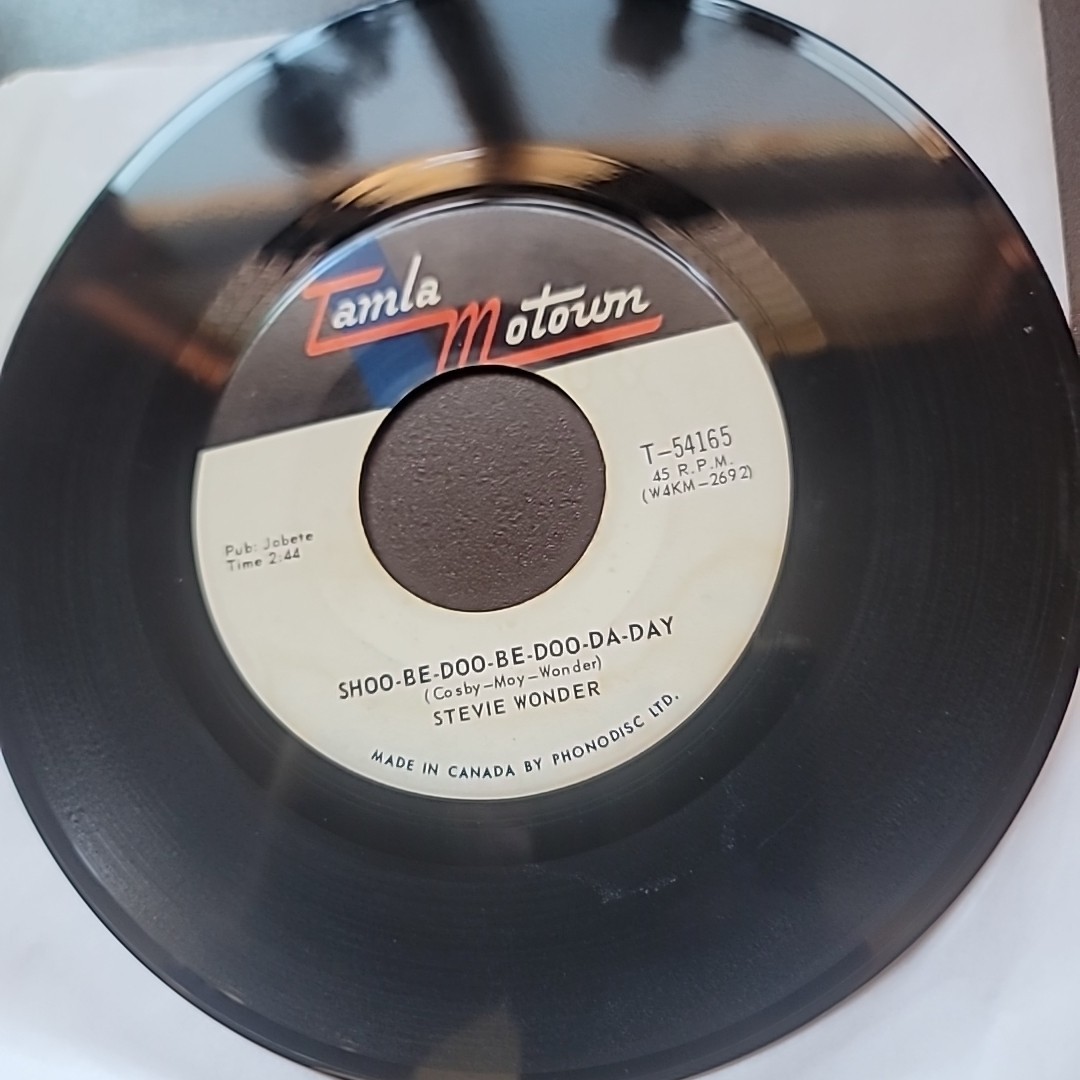 Tamla Motown
T-54165
45 R.P.M.
(W4KM-2692)
Pub: Jobete
Time 2:44
SHOO-BE-DOO-BE-DOO-DA-DAY
(Cosby-Moy-Wonder)
STEVIE WONDER
MADE IN CANADA BY PHONODISC LTD.